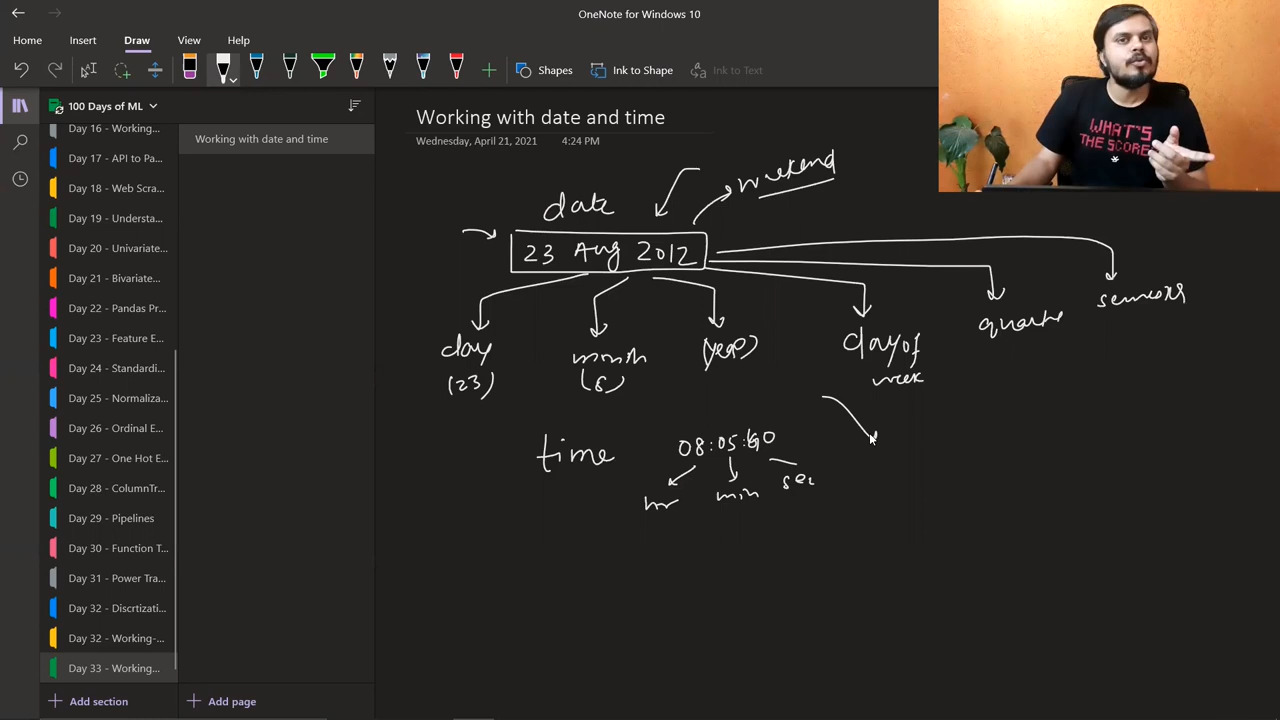 OneNote for Windows 10
Home Insert Draw View Help
Shapes Ink to Shape Ink to Text
100 Days of ML
Day 16 - Working...
Day 17 - API to Pa...
Day 18 - Web Scra...
Day 19 - Understa...
Day 20 - Univariate...
Day 21 - Bivariate...
Day 22 - Pandas Pr...
Day 23 - Feature E...
Day 24 - Standardi...
Day 25 - Normaliza...
Day 26 - Ordinal E...
Day 27 - One Hot E...
Day 28 - ColumnTr...
Day 29 - Pipelines
Day 30 - Function T...
Day 31 - Power Tra...
Day 32 - Discrtizati...
Day 32 - Working-...
Day 33 - Working...
Add section
Working with date and time
Add page
Working with date and time
Wednesday, April 21, 2021 4:24 PM
weekend
date
23 Aug 2012
day month (year) day of
(23) week
time 08:05:
hr min sec
WHAT'S
THE SCORE